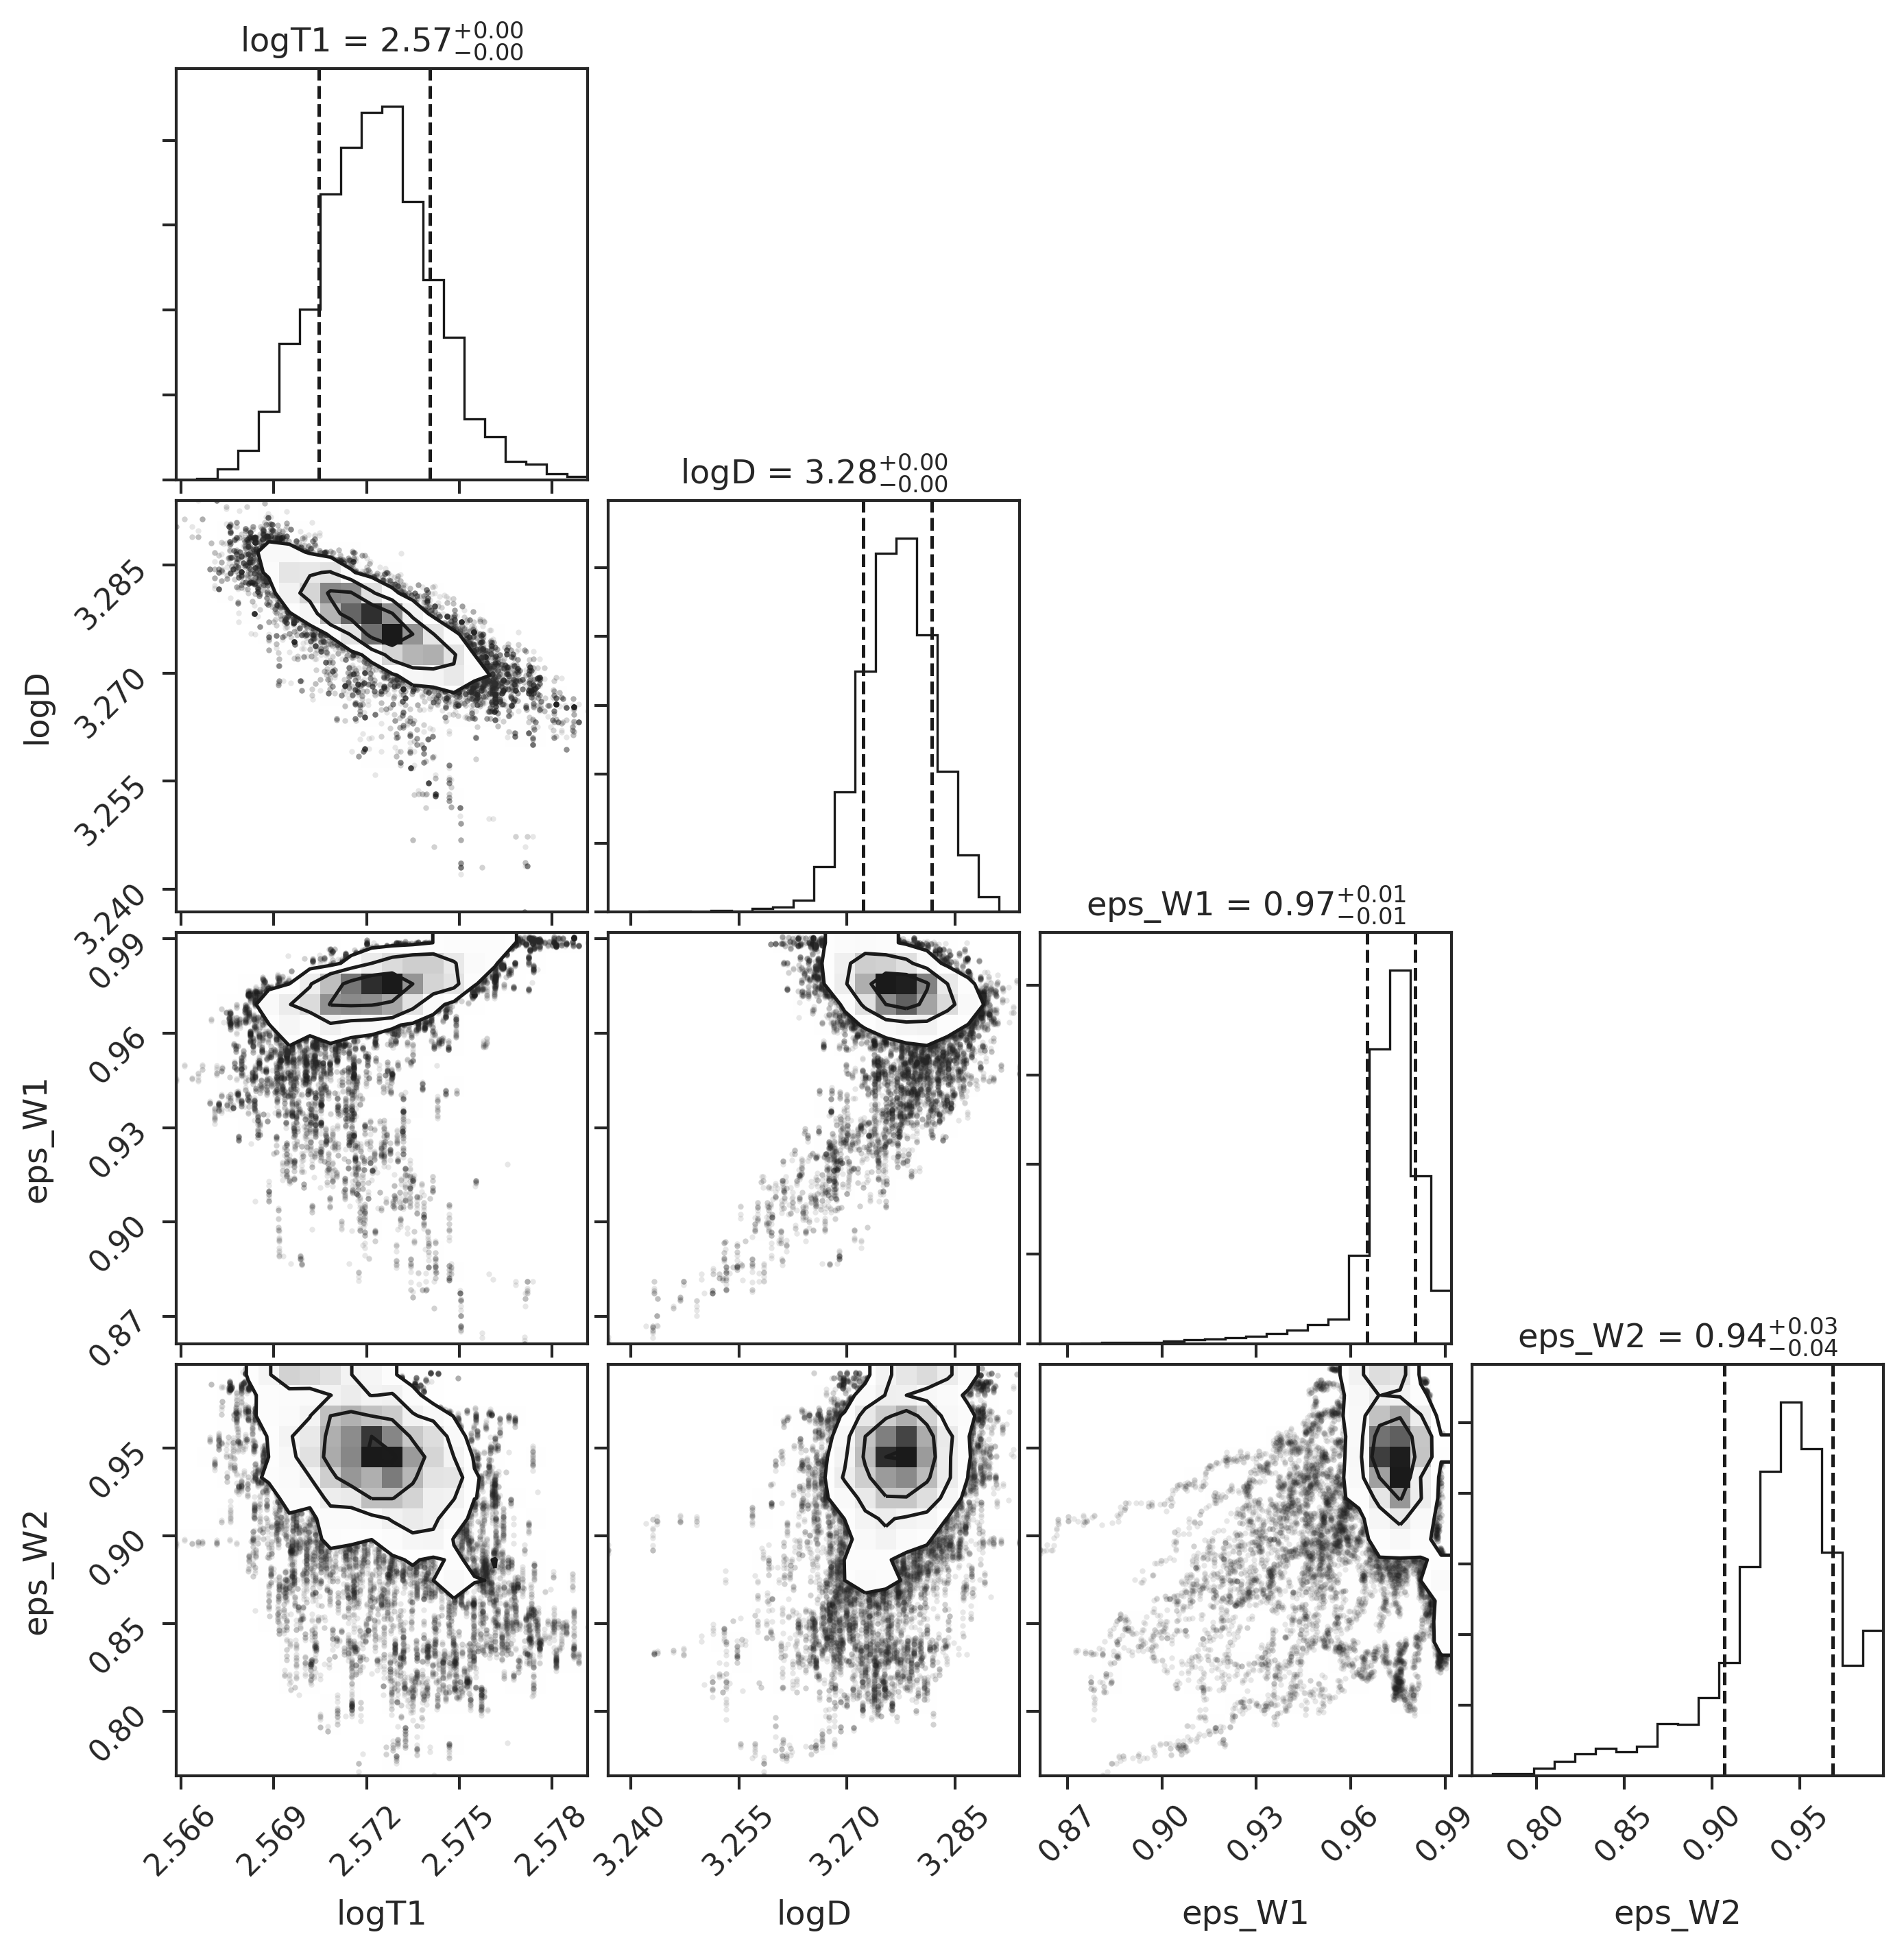 logT1 = 2.57+0.00−0.00
logD = 3.28+0.00−0.00
logD
3.285
3.270
3.255
3.240
eps_W1 = 0.97+0.01−0.01
eps_W1
0.99
0.96
0.93
0.90
0.87
eps_W2 = 0.94+0.03−0.04
eps_W2
0.95
0.90
0.85
0.80
2.566 2.569 2.572 2.575 2.578 3.240 3.255 3.270 3.285 0.87 0.90 0.93 0.96 0.99 0.80 0.85 0.90 0.95
logT1 logD eps_W1 eps_W2